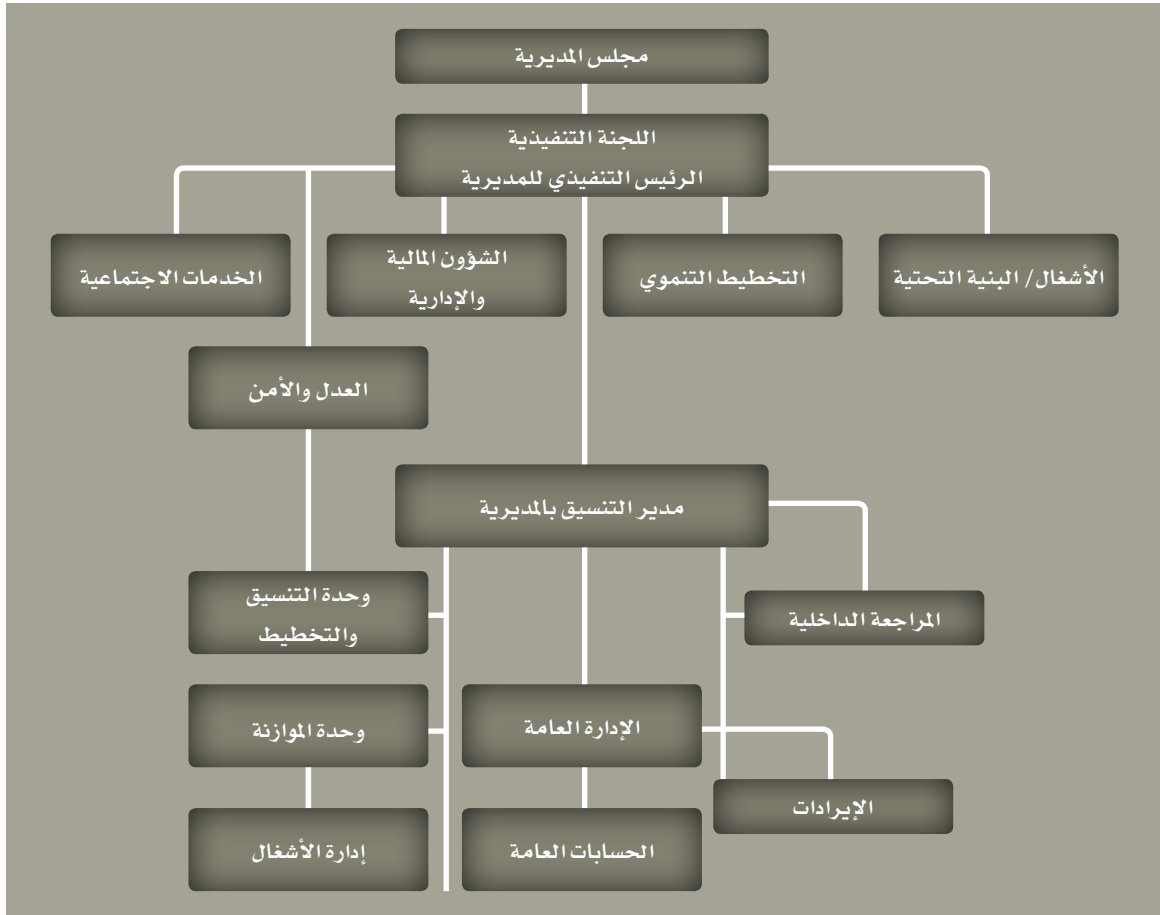 مجلس المديرية
اللجنة التنفيذية
الرئيس التنفيذي للمديرية
الأشغال/ البنية التحتية
التخطيط التنموي
الشؤون المالية
والإدارية
الخدمات الاجتماعية
العدل والأمن
مدير التنسيق بالمديرية
المراجعة الداخلية
وحدة التنسيق
والتخطيط
الإدارة العامة
وحدة الموازنة
الإيرادات
الحسابات العامة
إدارة الأشغال